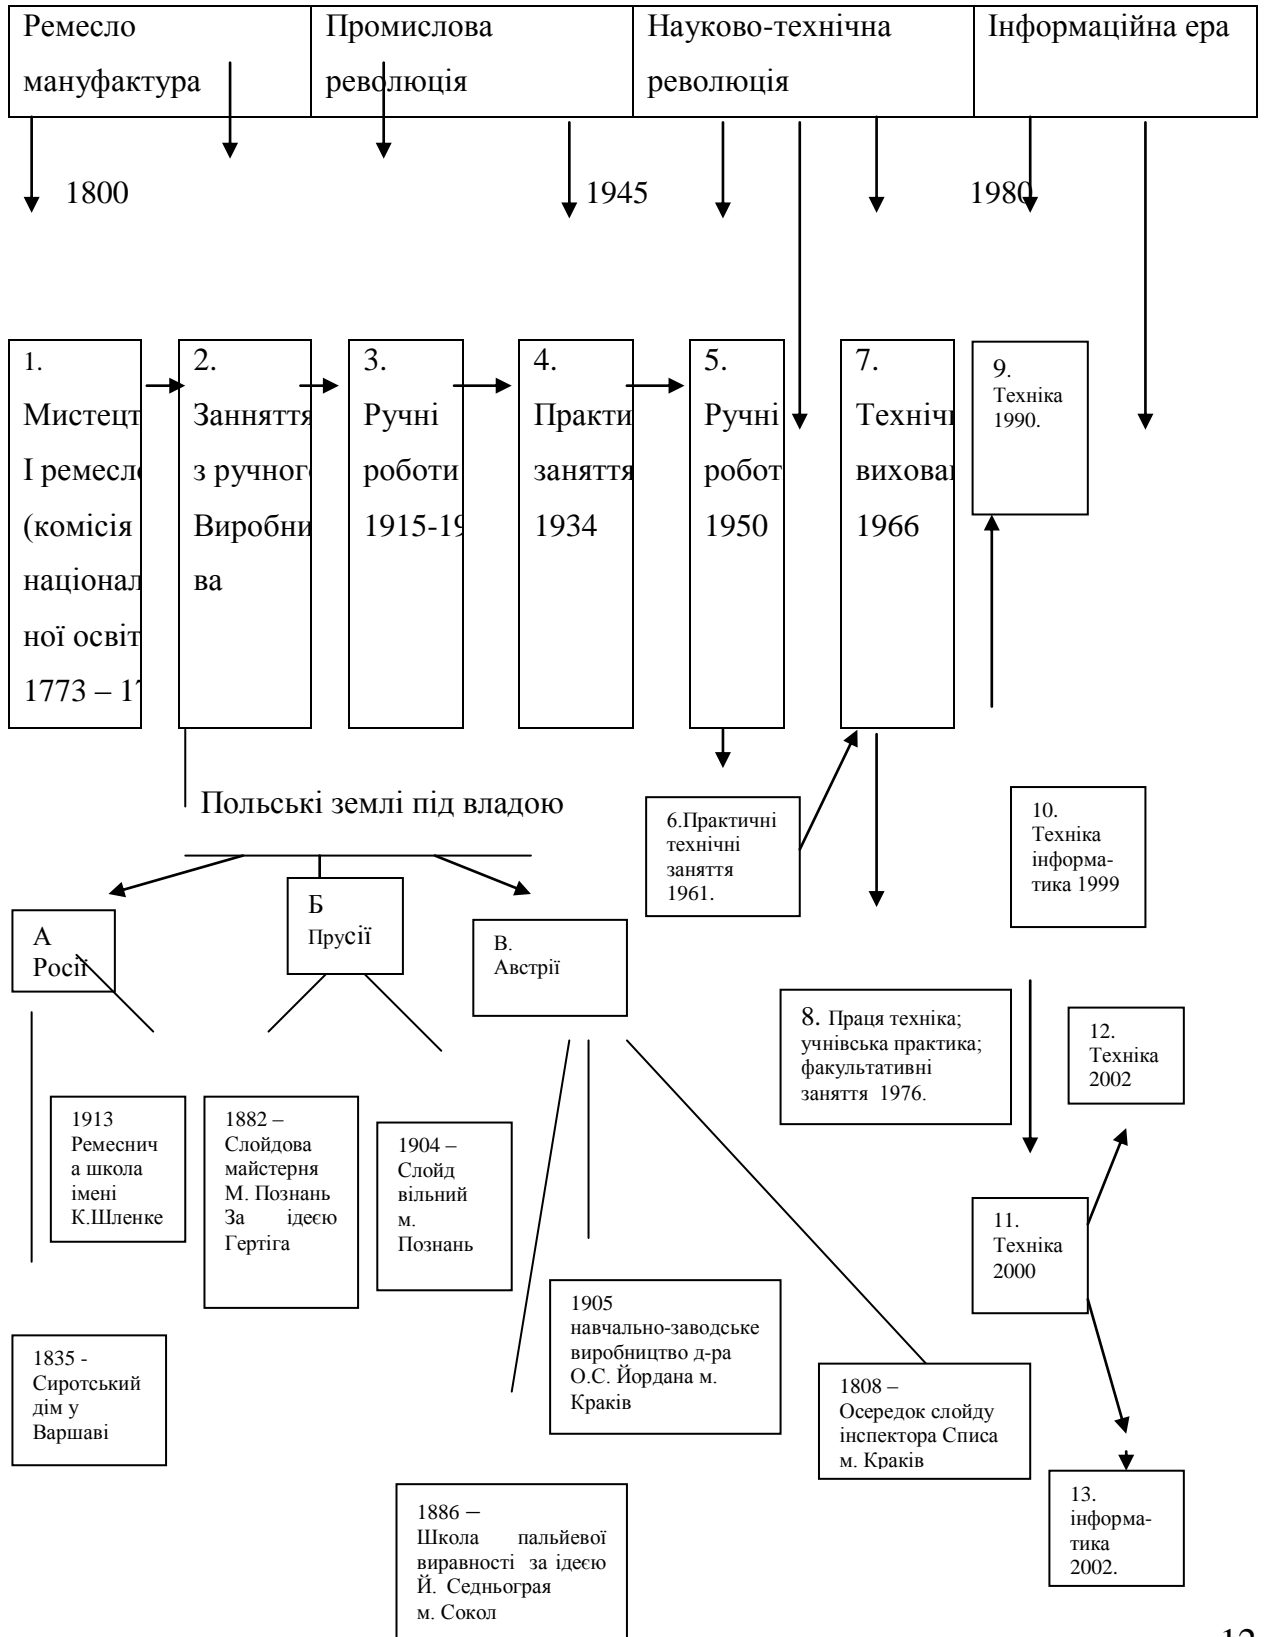 Ремесло
мануфактура
Промислова
революція
Науково-технічна
революція
Інформаційна ера
1800
1945
1980
1.
Мистецт
І ремесл
(комісія
націонал
ної освіт
1773 – 1
2.
Занняття
з ручног
Виробни
ва
3.
Ручні
роботи
1915-19
4.
Практи
заняття
1934
5.
Ручні
робот
1950
7.
Техніч
вихова
1966
9.
Техніка
1990.
Польські землі під владою
6.Практичні
технічні
заняття
1961.
10.
Техніка
інформа-
тика 1999
А
Росії
Б
Прусії
В.
Австрії
8. Праця техніка;
учнівська практика;
факультативні
заняття 1976.
12.
Техніка
2002
1913
Ремеснич
а школа
імені
К.Шленке
1882 –
Слойдова
майстерня
М. Познань
За ідеєю
Гертіга
1904 –
Слойд
вільний
м.
Познань
11.
Техніка
2000
1905
навчально-заводське
виробництво д-ра
О.С. Йордана м.
Краків
1835 -
Сиротський
дім у
Варшаві
1808 –
Осередок слойду
інспектора Списа
м. Краків
13.
інформа-
тика
2002.
1886 –
Школа пальйевої
виравності за ідеєю
Й. Седньограя
м. Сокол
12